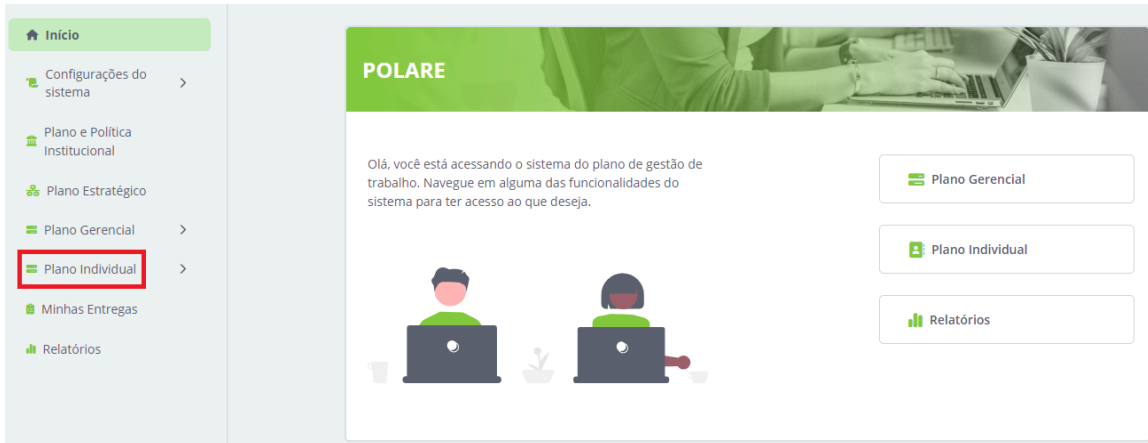 Início
Configurações do
sistema
Plano e Política
Institucional
Plano Estratégico
Plano Gerencial
Plano Individual
Minhas Entregas
Relatórios
POLARE
Olá, você está acessando o sistema do plano de gestão de
trabalho. Navegue em alguma das funcionalidades do
sistema para ter acesso ao que deseja.
Plano Gerencial
Plano Individual
Relatórios